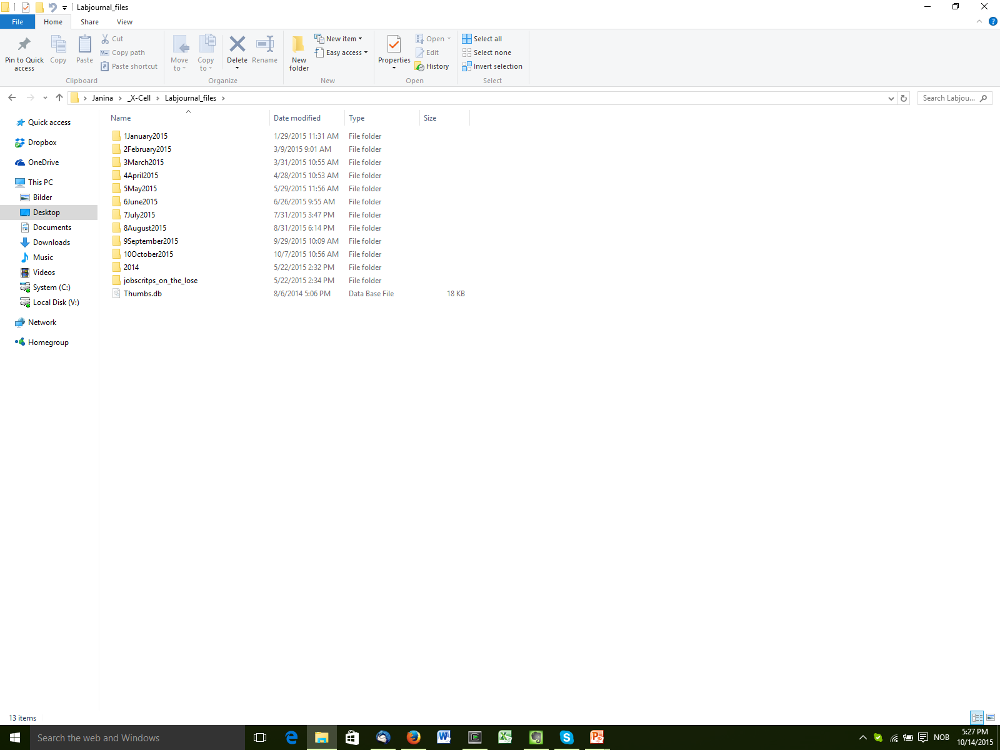 Labjournal_files
File Home Share View
Pin to Quick access
Copy
Paste
Cut
Copy path
Paste shortcut
Clipboard
Move to
Copy to
Delete
Rename
Organize
New folder
New item
Easy access
New
Properties
Open
Edit
History
Open
Select all
Select none
Invert selection
Select
Janina _X-Cell Labjournal_files
Search Labjou...
Quick access
Dropbox
OneDrive
This PC
Bilder
Desktop
Documents
Downloads
Music
Videos
System (C:)
Local Disk (V:)
Network
Homegroup
Name Date modified Type Size
1January2015 1/29/2015 11:31 AM File folder
2February2015 3/9/2015 9:01 AM File folder
3March2015 3/31/2015 10:55 AM File folder
4April2015 4/28/2015 10:53 AM File folder
5May2015 5/29/2015 11:56 AM File folder
6June2015 6/26/2015 9:55 AM File folder
7July2015 7/31/2015 3:47 PM File folder
8August2015 8/31/2015 6:14 PM File folder
9September2015 9/29/2015 10:09 AM File folder
10October2015 10/7/2015 10:56 AM File folder
2014 5/22/2015 2:32 PM File folder
jobscritps_on_the_lose 5/22/2015 2:34 PM File folder
Thumbs.db 8/6/2014 5:06 PM Data Base File 18 KB
13 items
Search the web and Windows
NOB
5:27 PM
10/14/2015